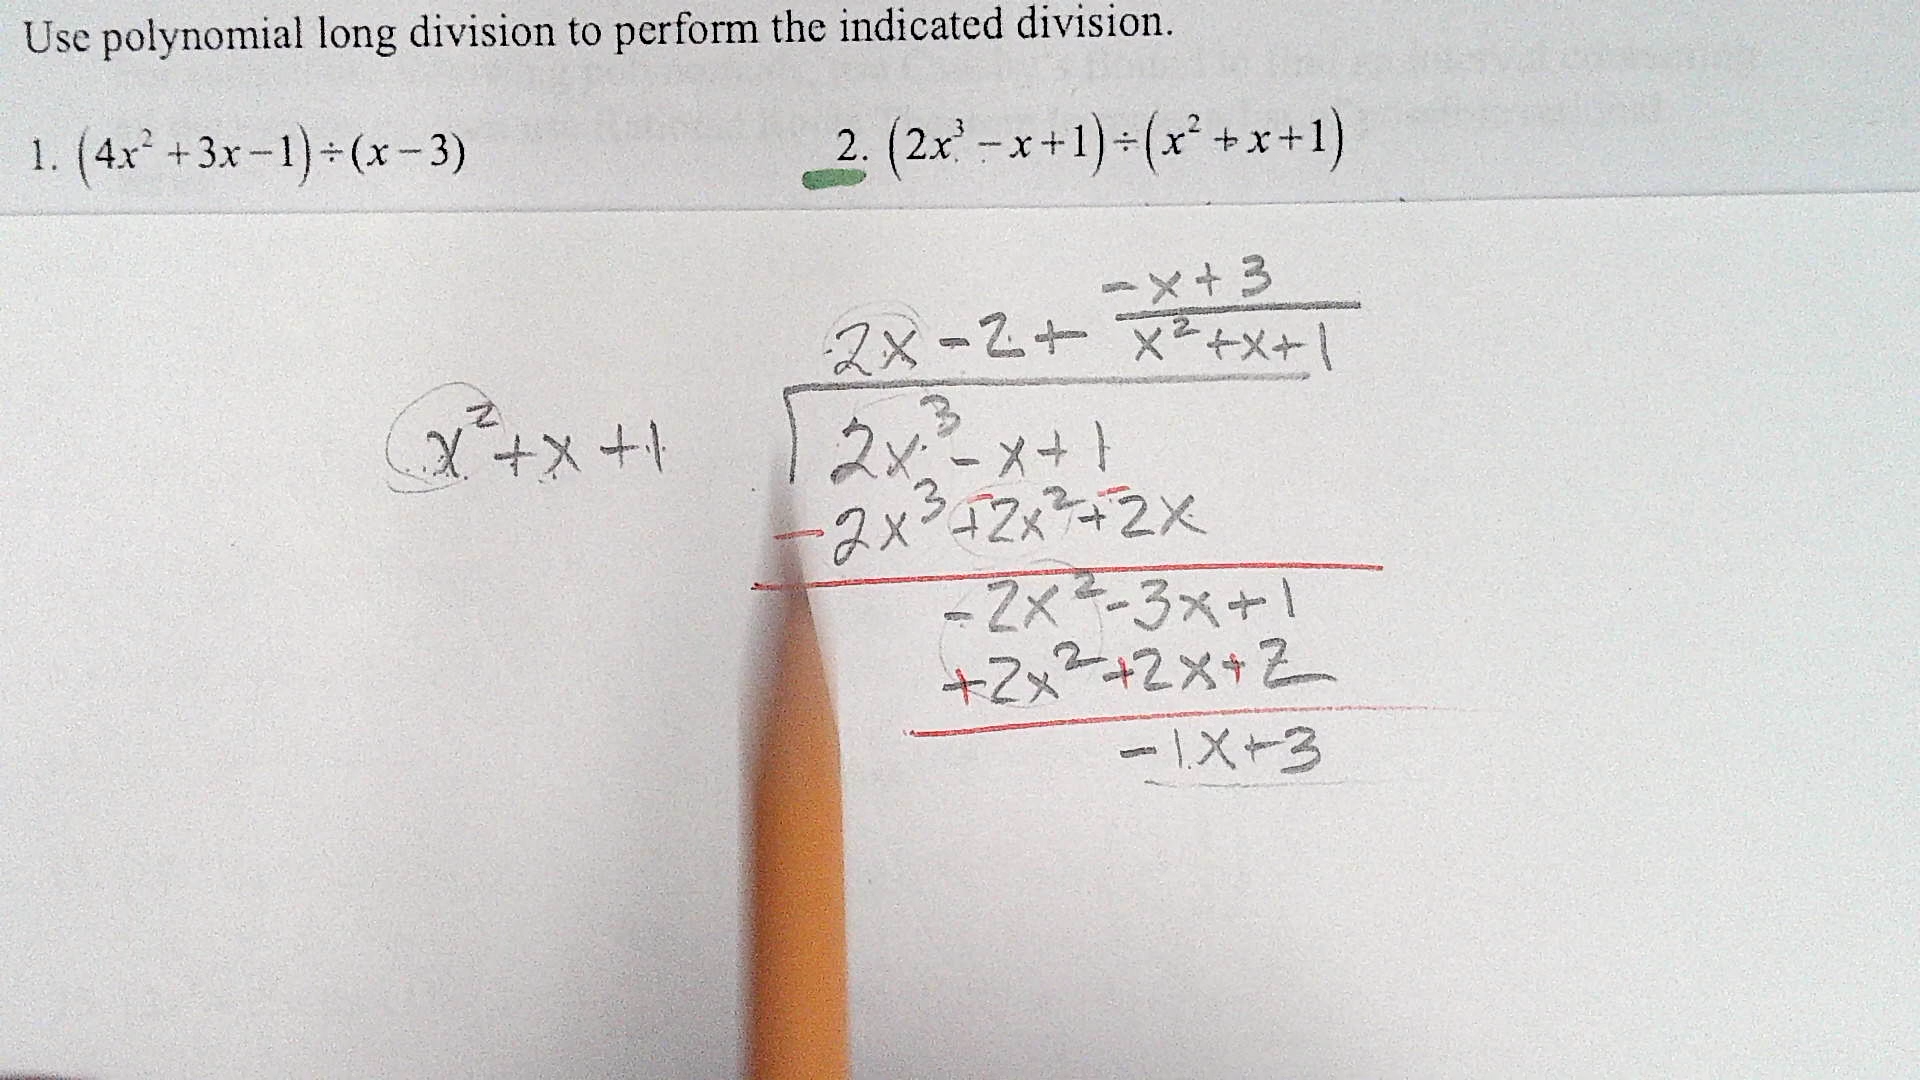 Use polynomial long division to perform the indicated division.
1. (4x² + 3x − 1) ÷ (x − 3)
2. (2x³ − x + 1) ÷ (x² + x + 1)
−x + 3
2x − 2 +
x² + x + 1
x² + x + 1
2x³ − x + 1
− 2x³ + 2x² + 2x
− −
−2x² − 3x + 1
+2x² + 2x + 2
−1x + 3